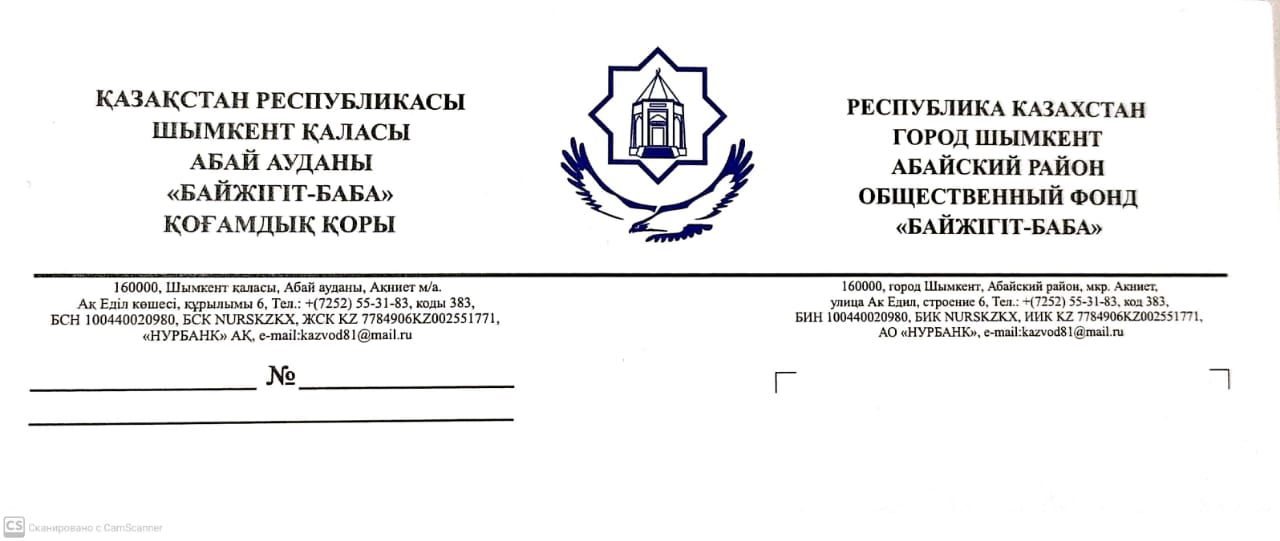 ҚАЗАҚСТАН РЕСПУБЛИКАСЫ
ШЫМКЕНТ ҚАЛАСЫ
АБАЙ АУДАНЫ
«БАЙЖІГІТ-БАБА»
ҚОҒАМДЫҚ ҚОРЫ
РЕСПУБЛИКА КАЗАХСТАН
ГОРОД ШЫМКЕНТ
АБАЙСКИЙ РАЙОН
ОБЩЕСТВЕННЫЙ ФОНД
«БАЙЖІГІТ-БАБА»
160000, Шымкент қаласы, Абай ауданы, Ақниет м/а.
Ақ Еділ көшесі, құрылымы 6, Тел.: +(7252) 55-31-83, коды 383,
БСН 100440020980, БСК NURSKZKX, ЖСК KZ 7784906KZ002551771,
«НУРБАНК» АҚ, e-mail:kazvod81@mail.ru
160000, город Шымкент, Абайский район, мкр. Акниет,
улица Ак Едил, строение 6, Тел.: +(7252) 55-31-83, код 383,
БИН 100440020980, БИК NURSKZKX, ИИК KZ 7784906KZ002551771,
АО «НУРБАНК», e-mail:kazvod81@mail.ru
№
CS Сканировано с CamScanner